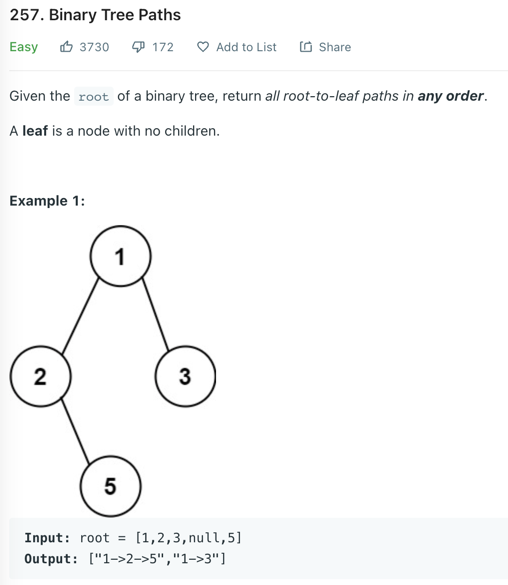 257. Binary Tree Paths
Easy 3730 172 Add to List Share
Given the root of a binary tree, return all root-to-leaf paths in any order.
A leaf is a node with no children.
Example 1:
1
2 3
5
Input: root = [1,2,3,null,5]
Output: ["1->2->5","1->3"]